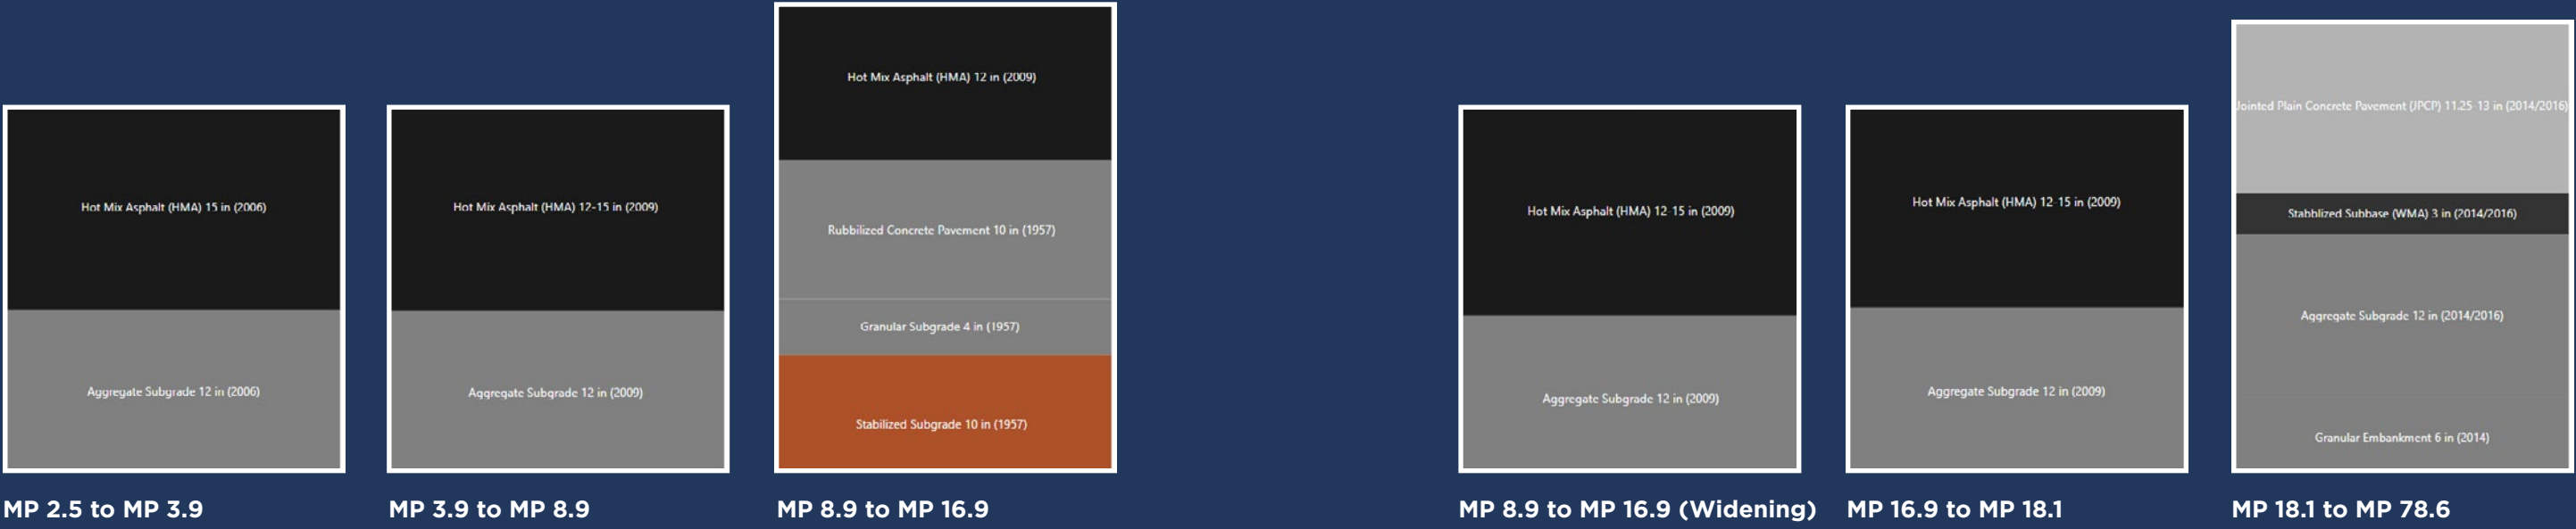 Hot Mix Asphalt (HMA) 15 in (2006)
Aggregate Subgrade 12 in (2006)
MP 2.5 to MP 3.9
Hot Mix Asphalt (HMA) 12-15 in (2009)
Aggregate Subgrade 12 in (2009)
MP 3.9 to MP 8.9
Hot Mix Asphalt (HMA) 12 in (2009)
Rubbilized Concrete Pavement 10 in (1957)
Granular Subgrade 4 in (1957)
Stabilized Subgrade 10 in (1957)
MP 8.9 to MP 16.9
Hot Mix Asphalt (HMA) 12-15 in (2009)
Aggregate Subgrade 12 in (2009)
MP 8.9 to MP 16.9 (Widening)
Hot Mix Asphalt (HMA) 12-15 in (2009)
Aggregate Subgrade 12 in (2009)
MP 16.9 to MP 18.1
Jointed Plain Concrete Pavement (JPCP) 11.25-13 in (2014/2016)
Stabblized Subbase (WMA) 3 in (2014/2016)
Aggregate Subgrade 12 in (2014/2016)
Granular Embankment 6 in (2014)
MP 18.1 to MP 78.6